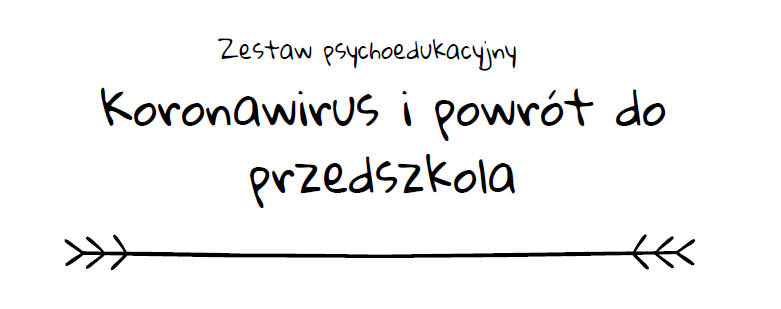 Zestaw psychoedukacyjny
Koronawirus i powrót do
przedszkola